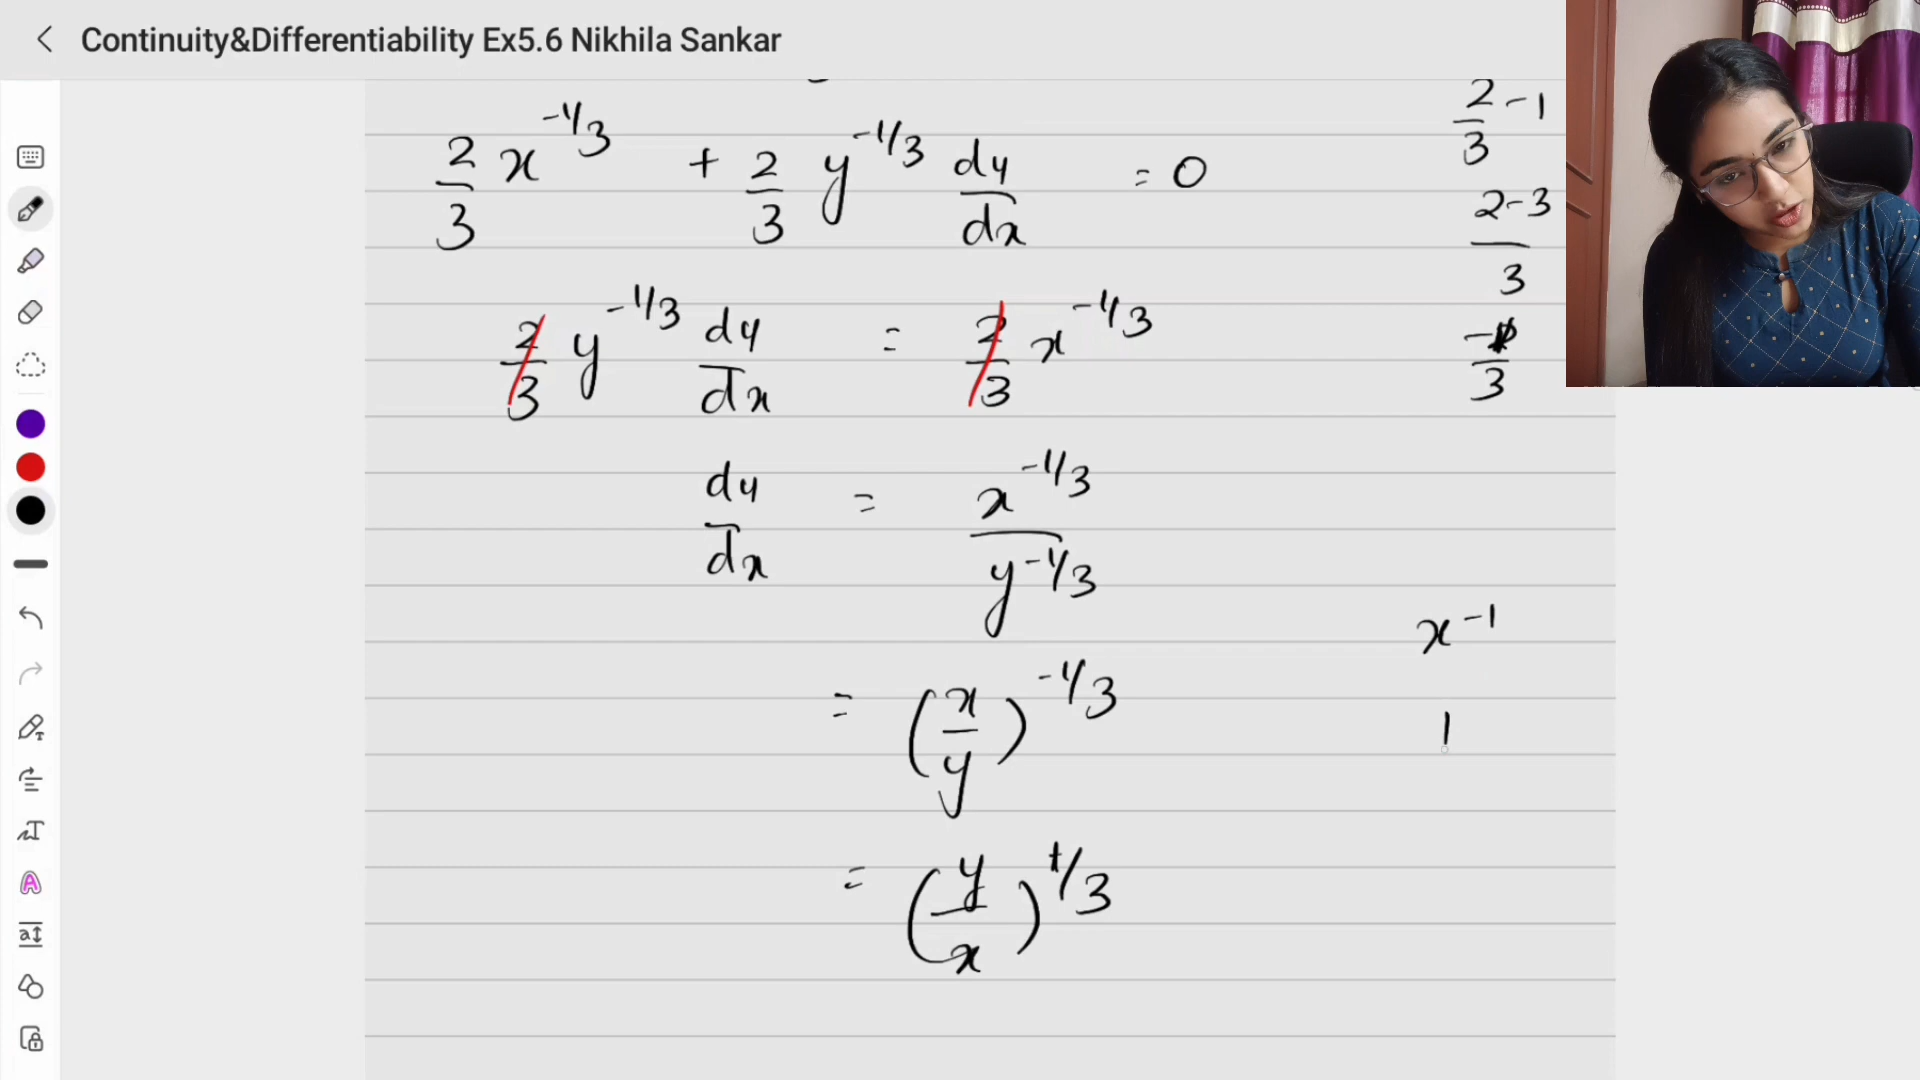 Continuity&Differentiability Ex5.6 Nikhila Sankar
2/3 x^{-1/3} + 2/3 y^{-1/3} dy/dx = 0
2/3 y^{-1/3} dy/dx = 2/3 x^{-1/3}
dy/dx = x^{-1/3} / y^{-1/3}
= (x/y)^{-1/3}
= (y/x)^{1/3}
2/3 - 1
2-3 / 3
-1/3
x^{-1}
1